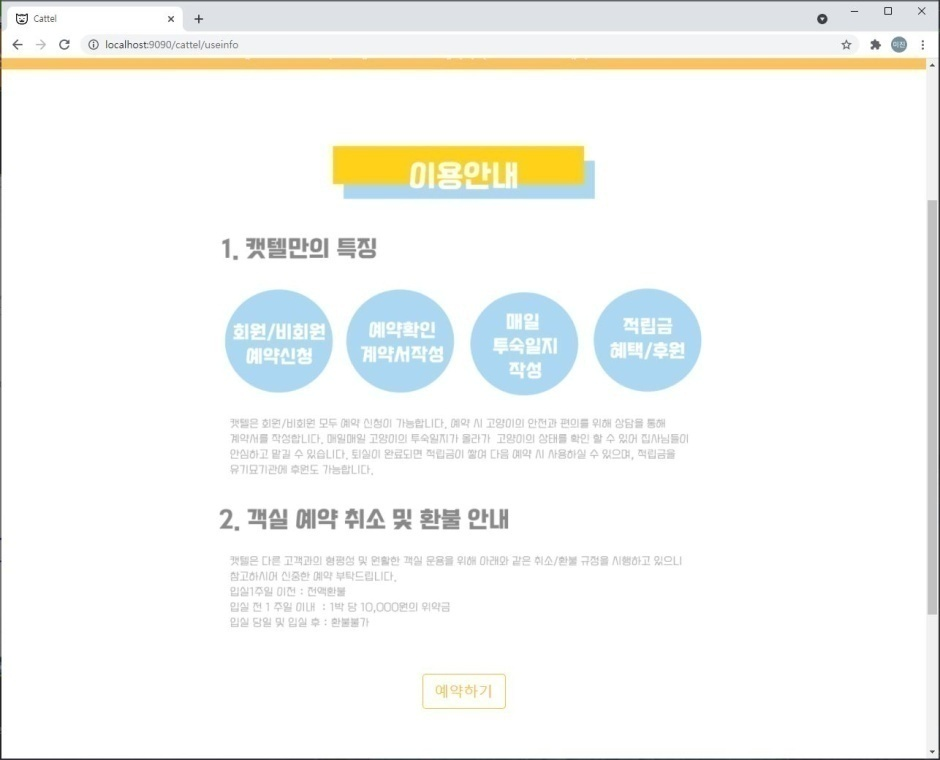 Cattel
localhost:9090/cattel/useinfo
미진
이용안내
1. 캣텔만의 특징
회원/비회원
예약신청
예약확인
계약서작성
매일
투숙일지
작성
적립금
혜택/후원
캣텔은 회원/비회원 모두 예약 신청이 가능합니다. 예약 시 고양이의 안전과 편의를 위해 상담을 통해
계약서를 작성합니다. 매일매일 고양이의 투숙일지가 올라가 고양이의 상태를 확인 할 수 있어 집사님들이
안심하고 맡길 수 있습니다. 퇴실이 완료되면 적립금이 쌓여 다음 예약 시 사용하실 수 있으며, 적립금을
유기묘기관에 후원도 가능합니다.
2. 객실 예약 취소 및 환불 안내
캣텔은 다른 고객과의 형평성 및 원활한 객실 운용을 위해 아래와 같은 취소/환불 규정을 시행하고 있으니
참고하시어 신중한 예약 부탁드립니다.
입실1주일 이전 : 전액환불
입실 전 1 주일 이내 : 1박 당 10,000원의 위약금
입실 당일 및 입실 후 : 환불불가
예약하기